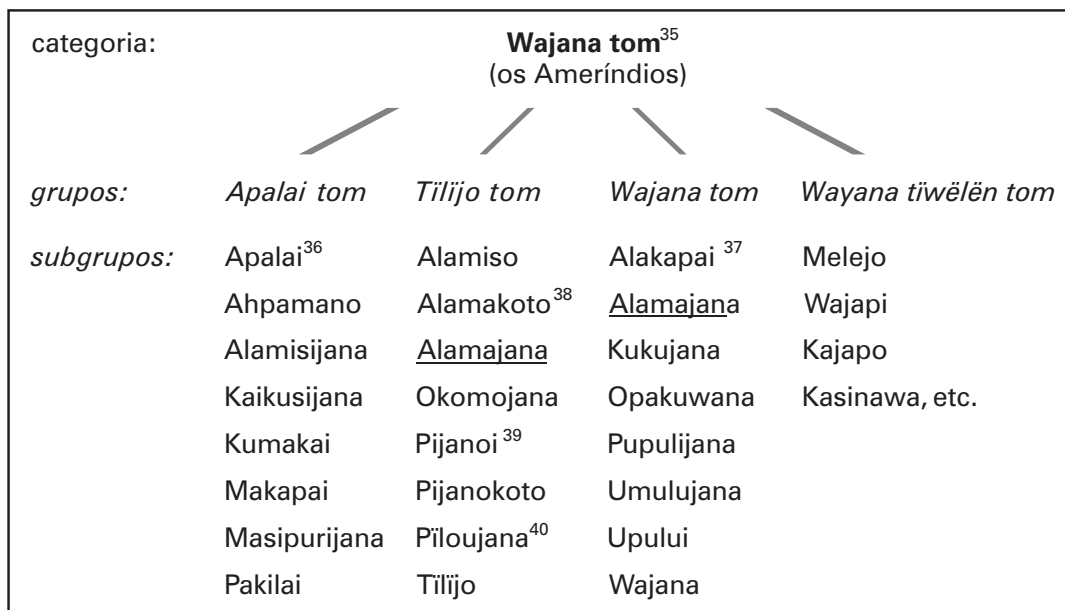 categoria: Wajana tom35
(os Ameríndios)
grupos: Apalai tom Tïlïjo tom Wajana tom Wayana tïwëlën tom
subgrupos: Apalai36 Alamiso Alakapai 37 Melejo
Ahpamano Alamakoto38 Alamajana Wajapi
Alamisijana Alamajana Kukujana Kajapo
Kaikusijana Okomojana Opakuwana Kasinawa, etc.
Kumakai Pijanoi 39 Pupulijana
Makapai Pijanokoto Umulujana
Masipurijana Pïloujana40 Upului
Pakilai Tïlïjo Wajana